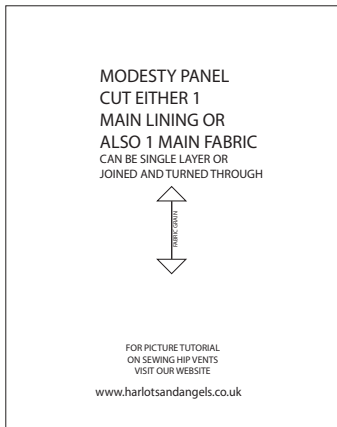 MODESTY PANEL
CUT EITHER 1
MAIN LINING OR
ALSO 1 MAIN FABRIC
CAN BE SINGLE LAYER OR
JOINED AND TURNED THROUGH
FABRIC GRAIN
FOR PICTURE TUTORIAL
ON SEWING HIP VENTS
VISIT OUR WEBSITE
www.harlotsandangels.co.uk